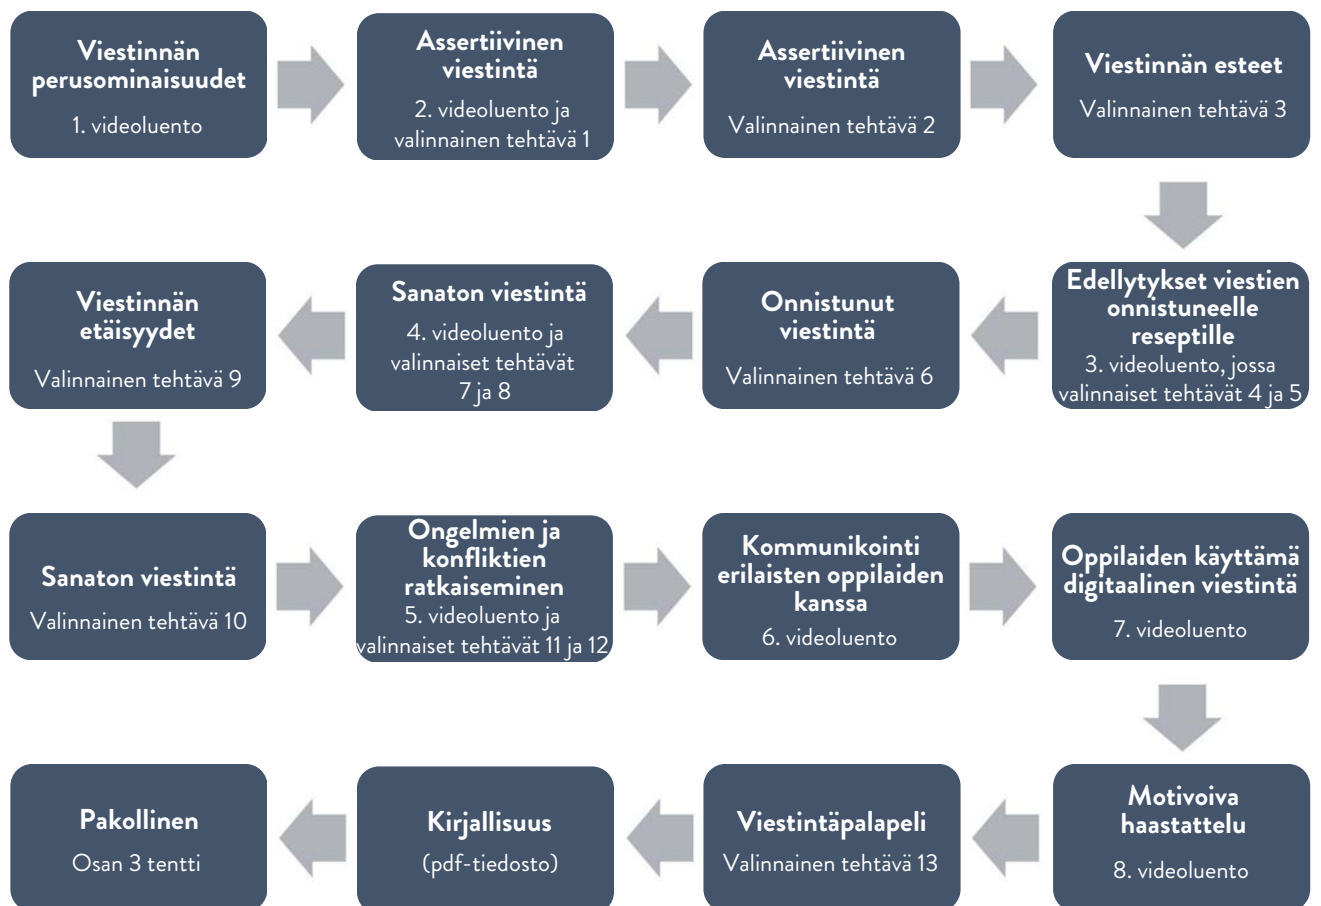 Viestinnän
perusominaisuudet
1. videoluento
Assertiivinen
viestintä
2. videoluento ja
valinnainen tehtävä 1
Assertiivinen
viestintä
Valinnainen tehtävä 2
Viestinnän esteet
Valinnainen tehtävä 3
Edellytykset viestien
onnistuneelle
reseptille
3. videoluento, jossa
valinnaiset tehtävät 4 ja 5
Onnistunut
viestintä
Valinnainen tehtävä 6
Sanaton viestintä
4. videoluento ja
valinnaiset tehtävät
7 ja 8
Viestinnän
etäisyydet
Valinnainen tehtävä 9
Sanaton viestintä
Valinnainen tehtävä 10
Ongelmien ja
konfliktien
ratkaiseminen
5. videoluento ja
valinnaiset tehtävät 11 ja 12
Kommunikointi
erilaisten oppilaiden
kanssa
6. videoluento
Oppilaiden käyttämä
digitaalinen viestintä
7. videoluento
Motivoiva
haastattelu
8. videoluento
Viestintäpalapeli
Valinnainen tehtävä 13
Kirjallisuus
(pdf-tiedosto)
Pakollinen
Osan 3 tentti